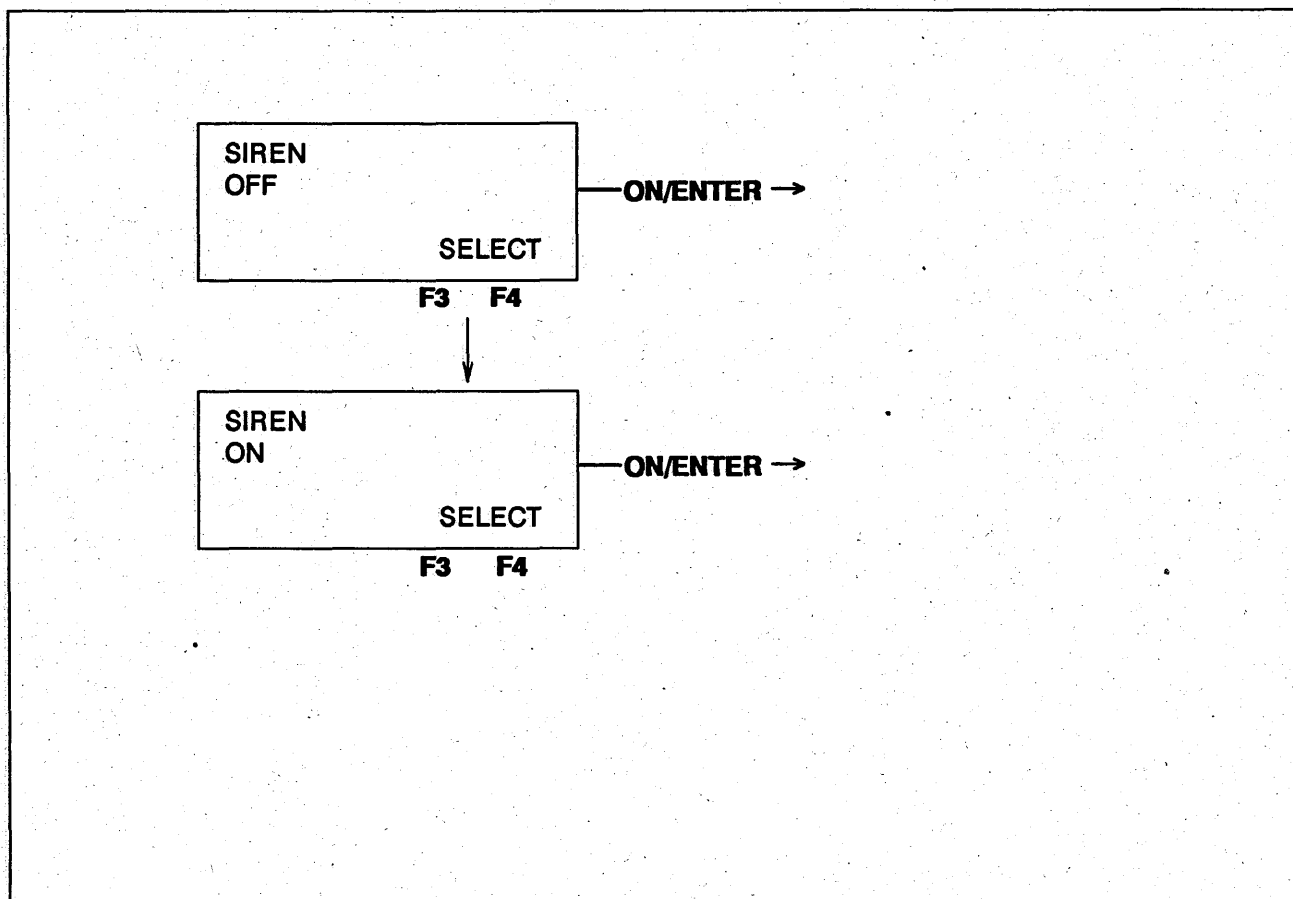 SIREN
OFF
ON/ENTER
SELECT
F3 F4
SIREN
ON
ON/ENTER
SELECT
F3 F4